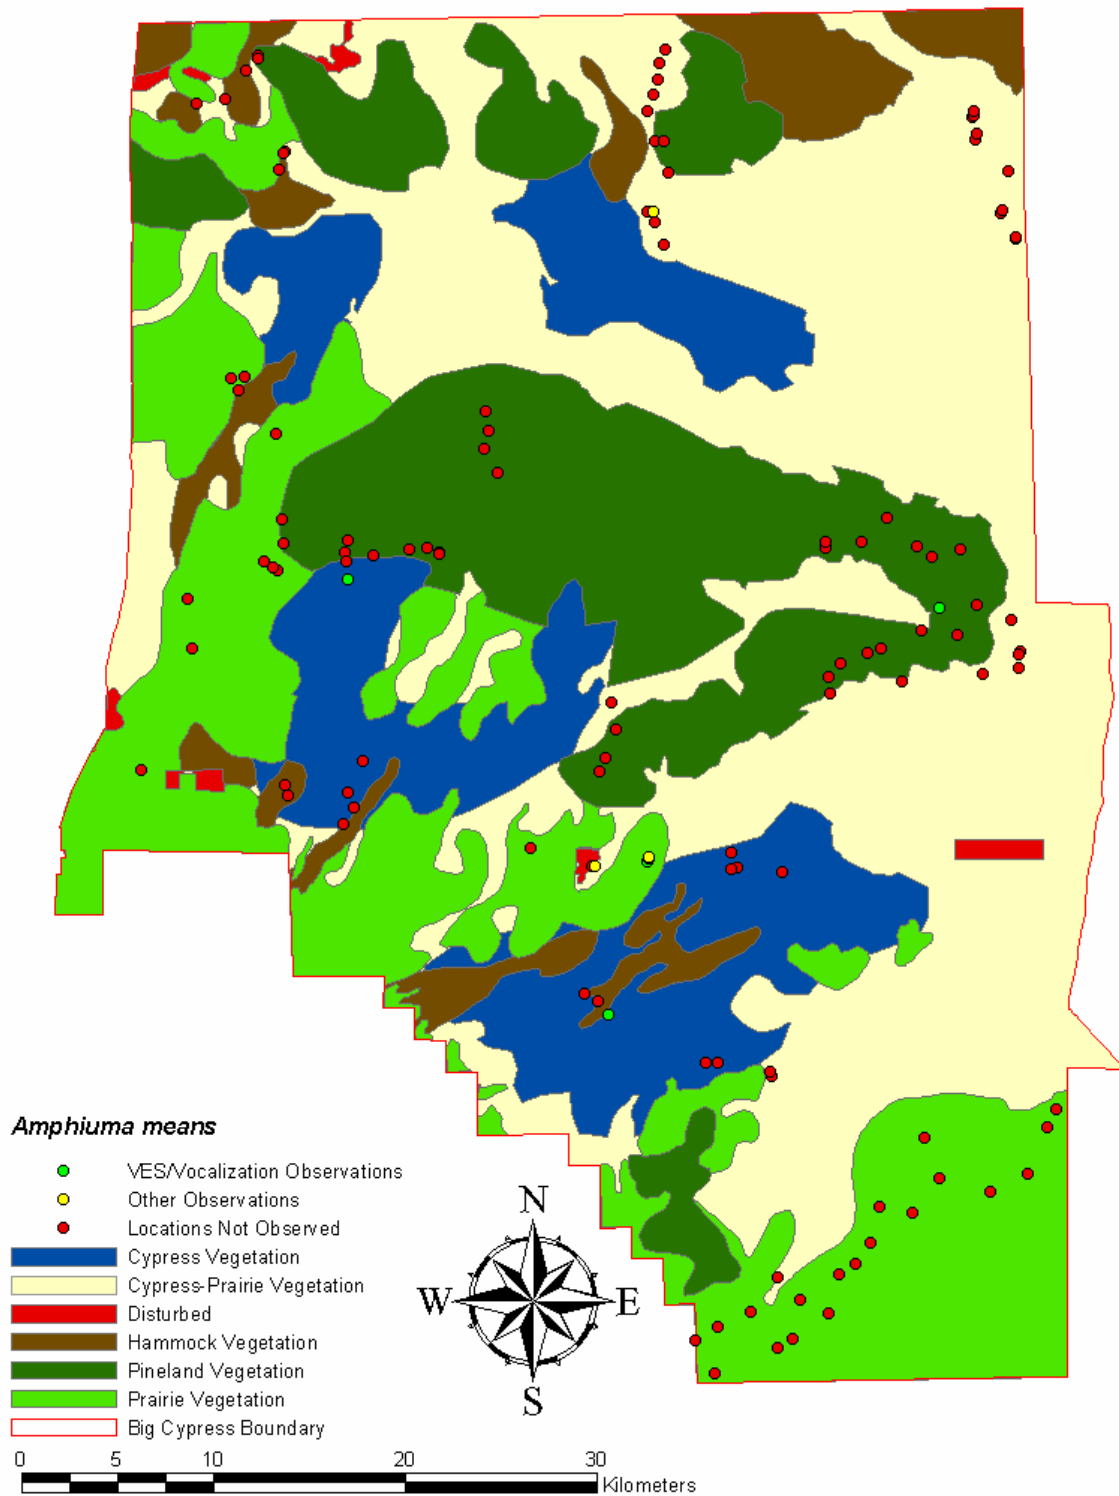 Amphiuma means
VES/Vocalization Observations
Other Observations
Locations Not Observed
Cypress Vegetation
Cypress-Prairie Vegetation
Disturbed
Hammock Vegetation
Pineland Vegetation
Prairie Vegetation
Big Cypress Boundary
N
W E
S
0 5 10 20 30
Kilometers